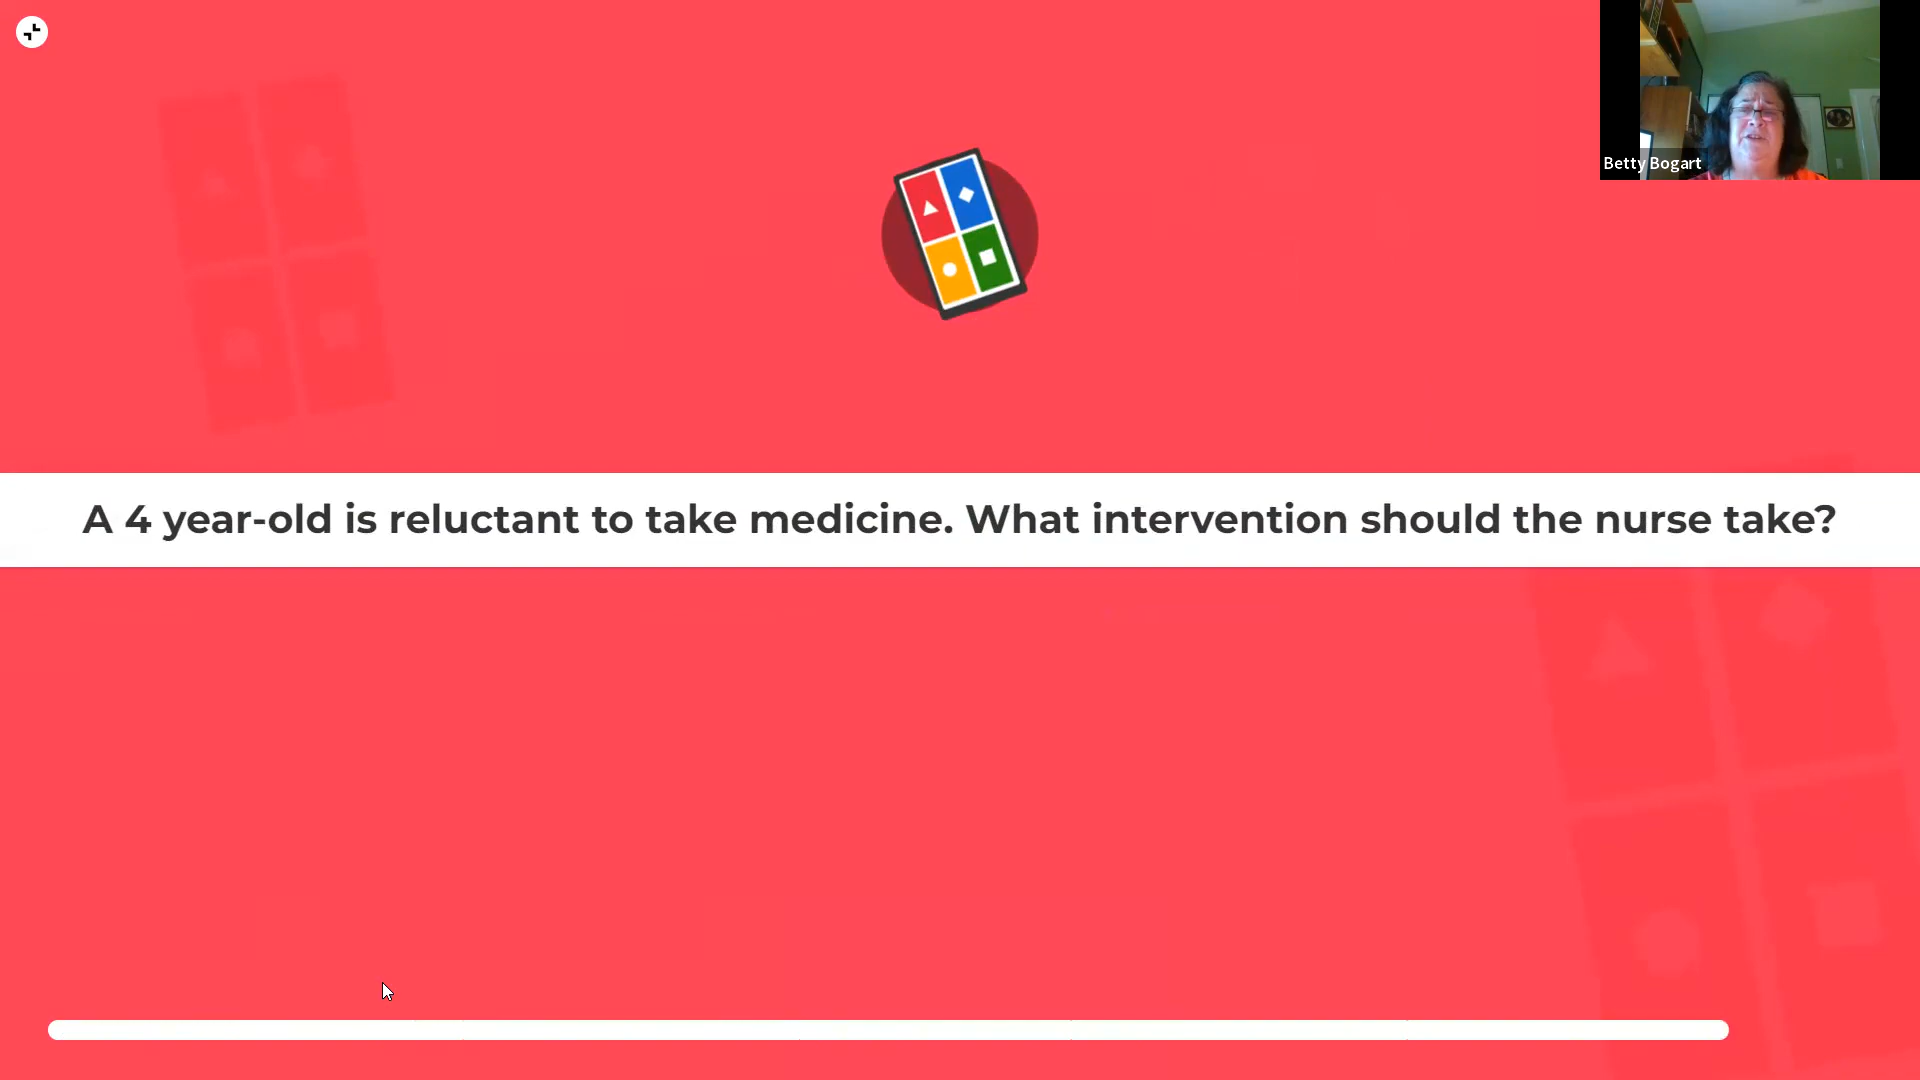 Betty Bogart
A 4 year-old is reluctant to take medicine. What intervention should the nurse take?